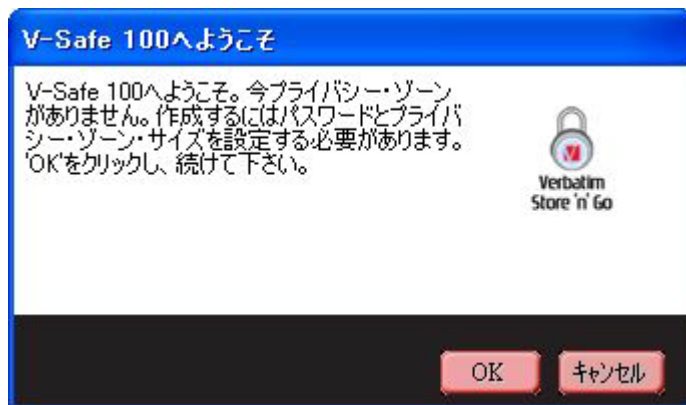 V-Safe 100へようこそ
V-Safe 100へようこそ。今プライバシー・ゾーン
がありません。作成するにはパスワードとプライバ
シー・ゾーン・サイズを設定する必要があります。
'OK'をクリックし、続けて下さい。
V
Verbatim
Store 'n' Go
OK
キャンセル